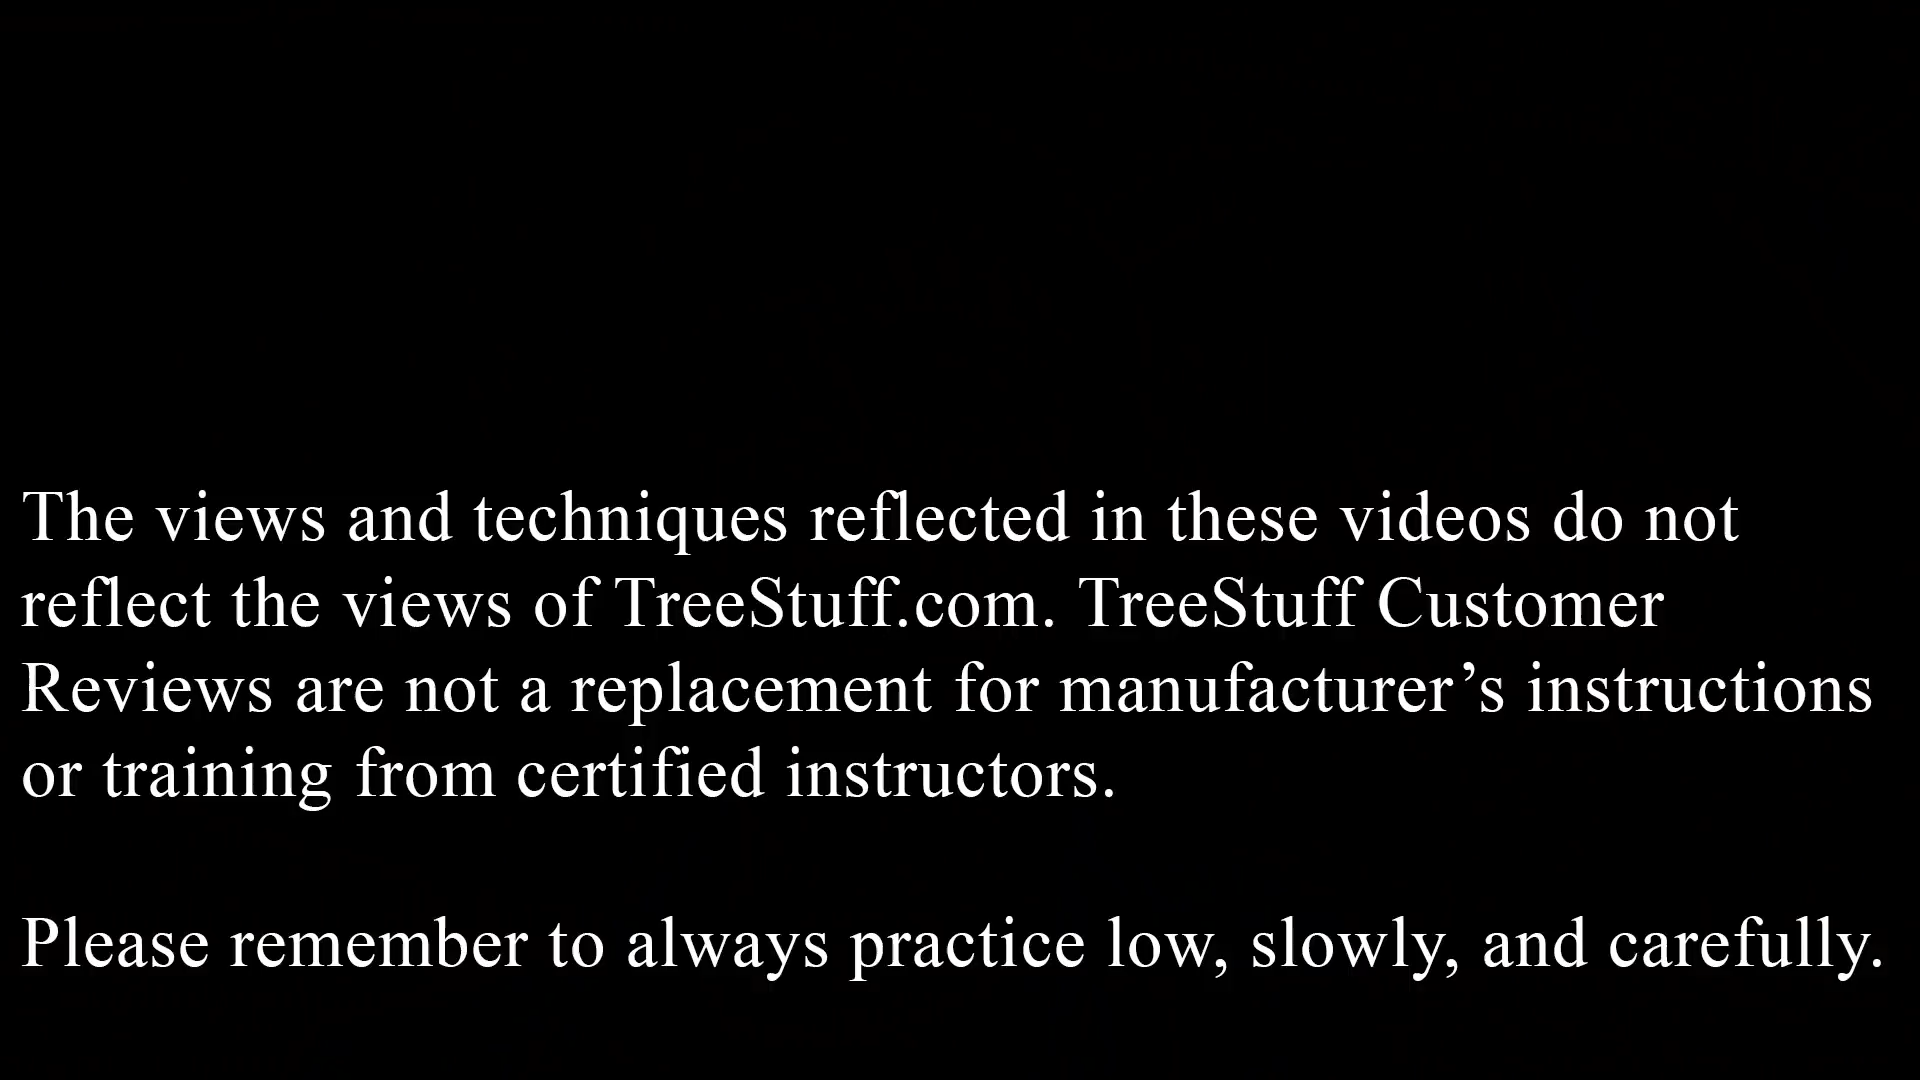 The views and techniques reflected in these videos do not
reflect the views of TreeStuff.com. TreeStuff Customer
Reviews are not a replacement for manufacturer’s instructions
or training from certified instructors.
Please remember to always practice low, slowly, and carefully.